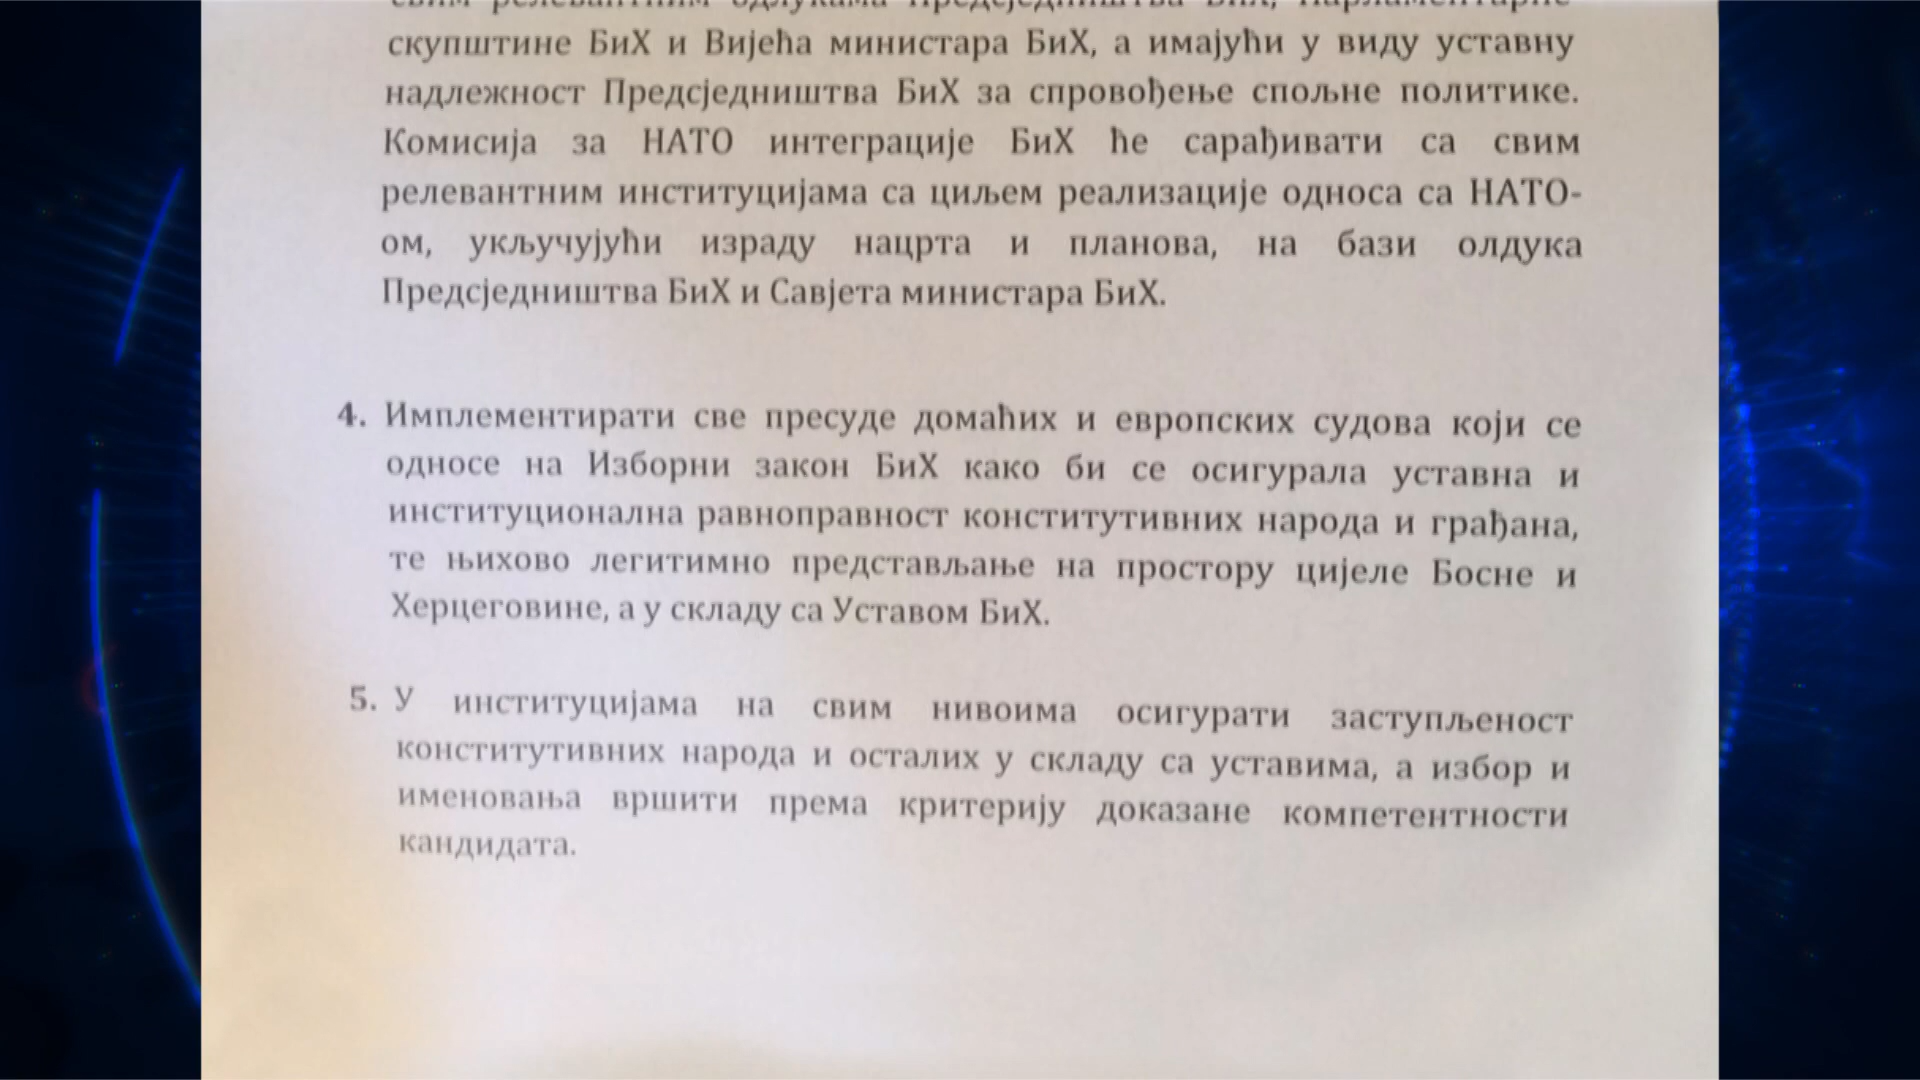 свим релевантним одлукама Предсједништва БиХ, Парламентарне
скупштине БиХ и Вијећа министара БиХ, а имајући у виду уставну
надлежност Предсједништва БиХ за спровођење спољне политике.
Комисија за НАТО интеграције БиХ ће сарађивати са свим
релевантним институцијама са циљем реализације односа са НАТО-
ом, укључујући израду нацрта и планова, на бази олдука
Предсједништва БиХ и Савјета министара БиХ.
4. Имплементирати све пресуде домаћих и европских судова који се
односе на Изборни закон БиХ како би се осигурала уставна и
институционална равноправност конститутивних народа и грађана,
те њихово легитимно представљање на простору цијеле Босне и
Херцеговине, а у складу са Уставом БиХ.
5. У институцијама на свим нивоима осигурати заступљеност
конститутивних народа и осталих у складу са уставима, а избор и
именовања вршити према критерију доказане компетентности
кандидата.